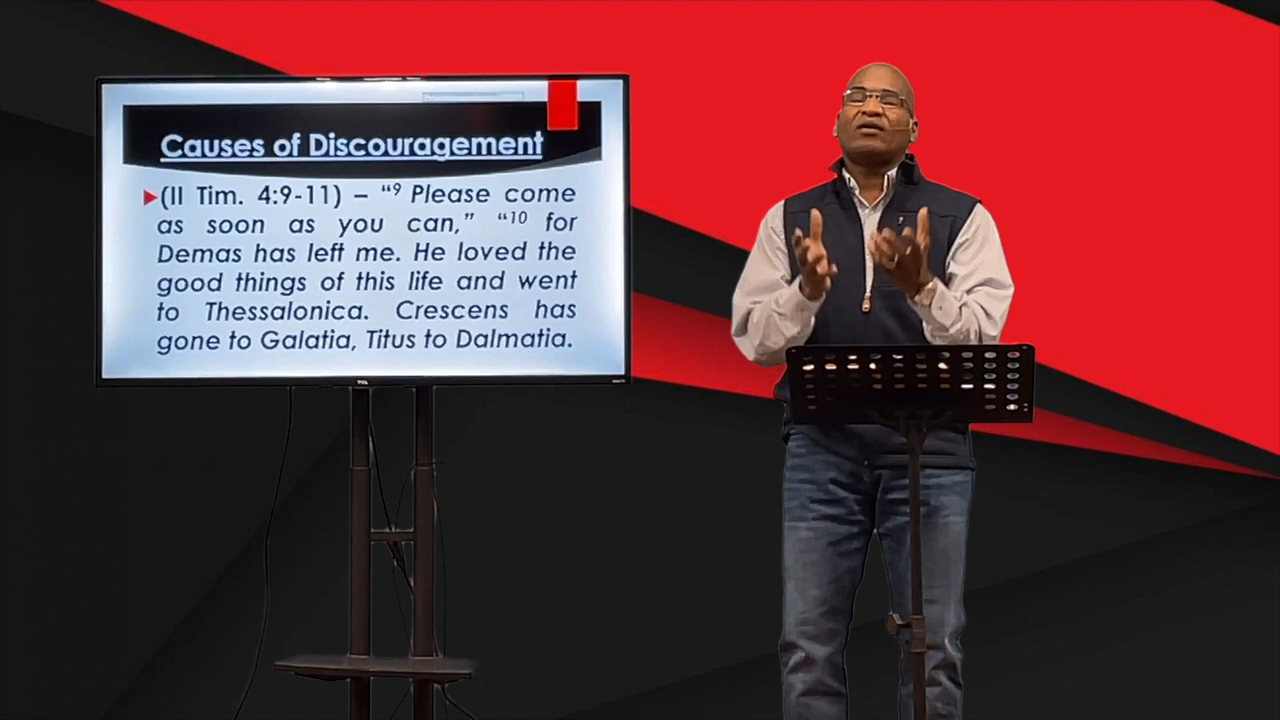 Causes of Discouragement
(II Tim. 4:9-11) – “⁹ Please come
as soon as you can,” “¹⁰ for
Demas has left me. He loved the
good things of this life and went
to Thessalonica. Crescens has
gone to Galatia, Titus to Dalmatia.
TCL